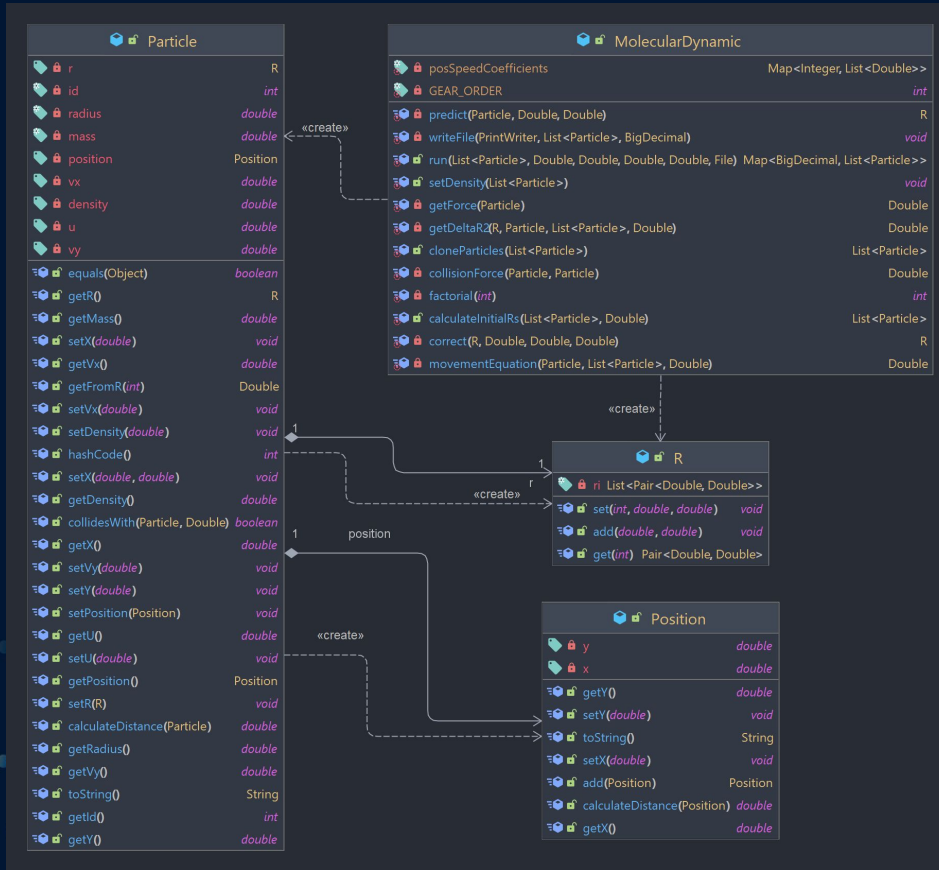 Particle
r R
id int
radius double
mass double
position Position
vx double
density double
u double
vy double
equals(Object) boolean
getR() R
getMass() double
setX(double) void
getVx() double
getFromR(int) Double
setVx(double) void
setDensity(double) void
hashCode() int
setX(double, double) void
getDensity() double
collidesWith(Particle, Double) boolean
getX() double
setVy(double) void
setY(double) void
setPosition(Position) void
getU() double
setU(double) void
getPosition() Position
setR(R) void
calculateDistance(Particle) double
getRadius() double
getVy() double
toString() String
getId() int
getY() double
«create»
MolecularDynamic
posSpeedCoefficients Map<Integer, List<Double>>
GEAR_ORDER int
predict(Particle, Double, Double) R
writeFile(PrintWriter, List<Particle>, BigDecimal) void
run(List<Particle>, Double, Double, Double, Double, File) Map<BigDecimal, List<Particle>>
setDensity(List<Particle>) void
getForce(Particle) Double
getDeltaR2(R, Particle, List<Particle>, Double) Double
cloneParticles(List<Particle>) List<Particle>
collisionForce(Particle, Particle) Double
factorial(int) int
calculateInitialRs(List<Particle>, Double) List<Particle>
correct(R, Double, Double, Double) R
movementEquation(Particle, List<Particle>, Double) Double
«create»
1
1
r
«create»
R
ri List<Pair<Double, Double>>
set(int, double, double) void
add(double, double) void
get(int) Pair<Double, Double>
1
position
«create»
Position
y double
x double
getY() double
setY(double) void
toString() String
setX(double) void
add(Position) Position
calculateDistance(Position) double
getX() double